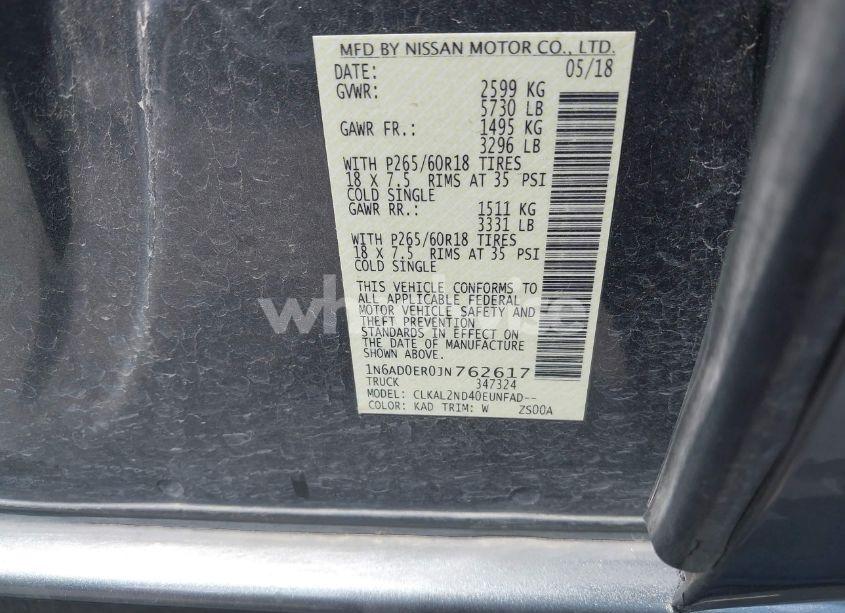 MFD BY NISSAN MOTOR CO., LTD.
DATE: 05/18
GVWR: 2599 KG
5730 LB
GAWR FR.: 1495 KG
3296 LB
WITH P265/60R18 TIRES
18 X 7.5 RIMS AT 35 PSI
COLD SINGLE
GAWR RR.: 1511 KG
3331 LB
WITH P265/60R18 TIRES
18 X 7.5 RIMS AT 35 PSI
COLD SINGLE
THIS VEHICLE CONFORMS TO
ALL APPLICABLE FEDERAL
MOTOR VEHICLE SAFETY AND
THEFT PREVENTION
STANDARDS IN EFFECT ON
THE DATE OF MANUFACTURE
SHOWN ABOVE.
1N6AD0ER0JN762617
TRUCK 347324
MODEL: CLKAL2ND40EUNFAD--
COLOR: KAD TRIM: W ZS00A